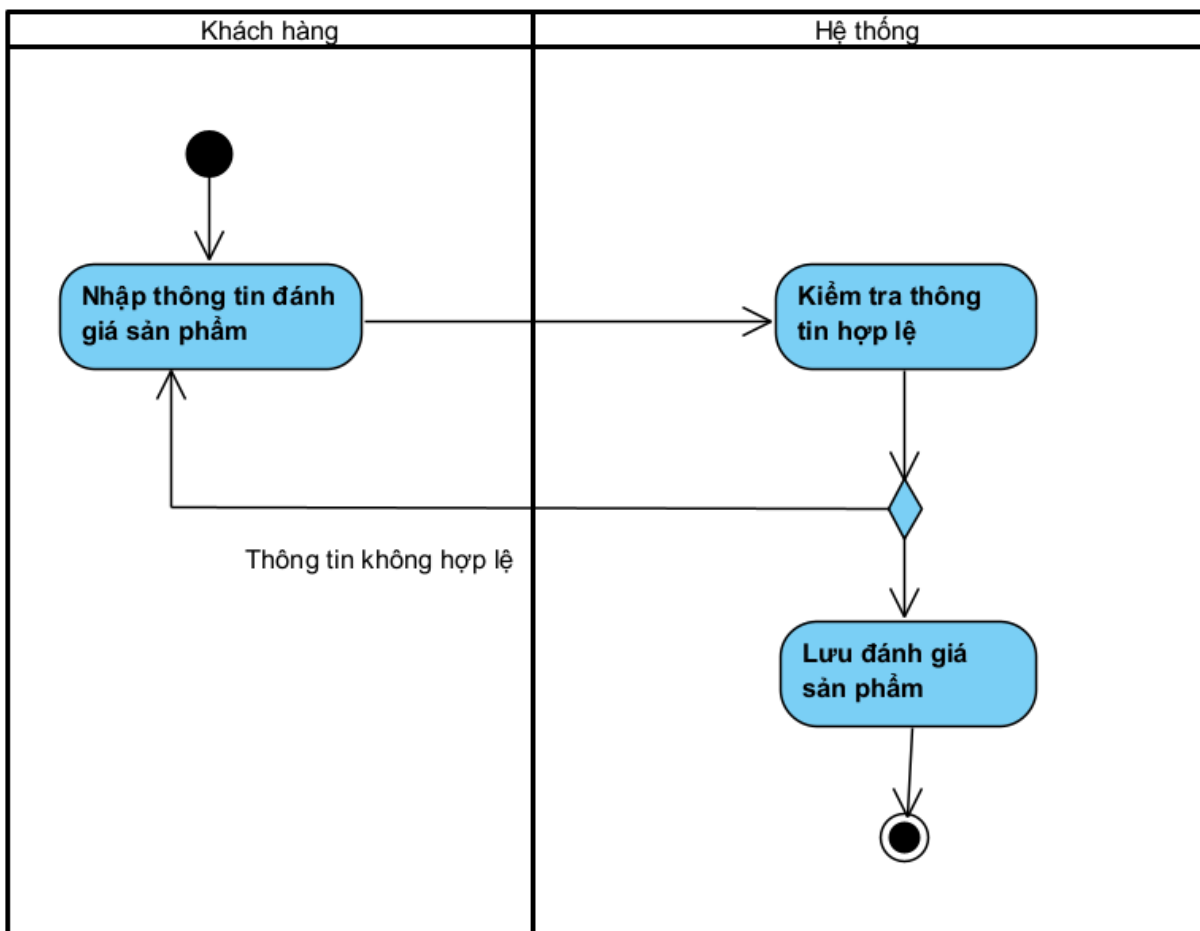 Khách hàng
Hệ thống
Nhập thông tin đánh
giá sản phẩm
Kiểm tra thông
tin hợp lệ
Thông tin không hợp lệ
Lưu đánh giá
sản phẩm